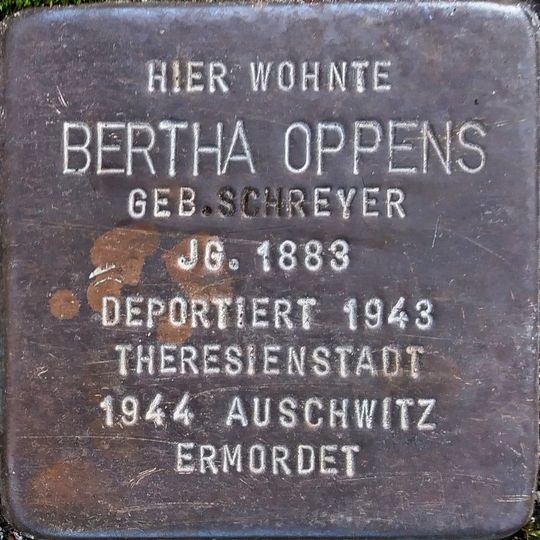 HIER WOHNTE
BERTHA OPPENS
GEB. SCHREYER
JG. 1883
DEPORTIERT 1943
THERESIENSTADT
1944 AUSCHWITZ
ERMORDET